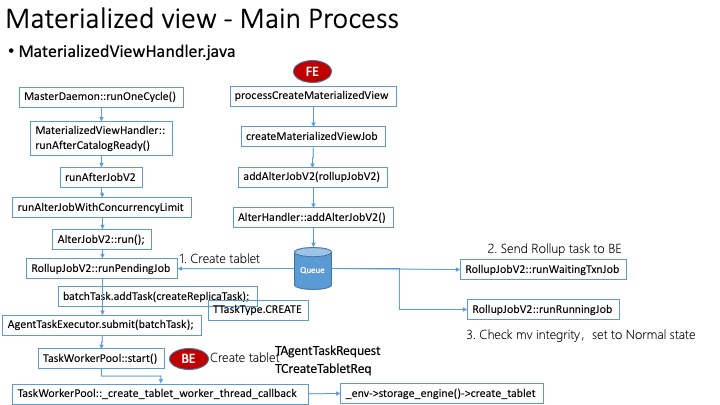 Materialized view - Main Process
• MaterializedViewHandler.java
FE
MasterDaemon::runOneCycle()
processCreateMaterializedView
MaterializedViewHandler::
runAfterCatalogReady()
createMaterializedViewJob
runAfterJobV2
addAlterJobV2(rollupJobV2)
runAlterJobWithConcurrencyLimit
AlterHandler::addAlterJobV2()
AlterJobV2::run();
1. Create tablet
2. Send Rollup task to BE
RollupJobV2::runPendingJob
Queue
RollupJobV2::runWaitingTxnJob
batchTask.addTask(createReplicaTask);
TTaskType.CREATE
RollupJobV2::runRunningJob
AgentTaskExecutor.submit(batchTask);
3. Check mv integrity，set to Normal state
TaskWorkerPool::start()
BE
Create tablet
TAgentTaskRequest
TCreateTabletReq
TaskWorkerPool::_create_tablet_worker_thread_callback
_env->storage_engine()->create_tablet